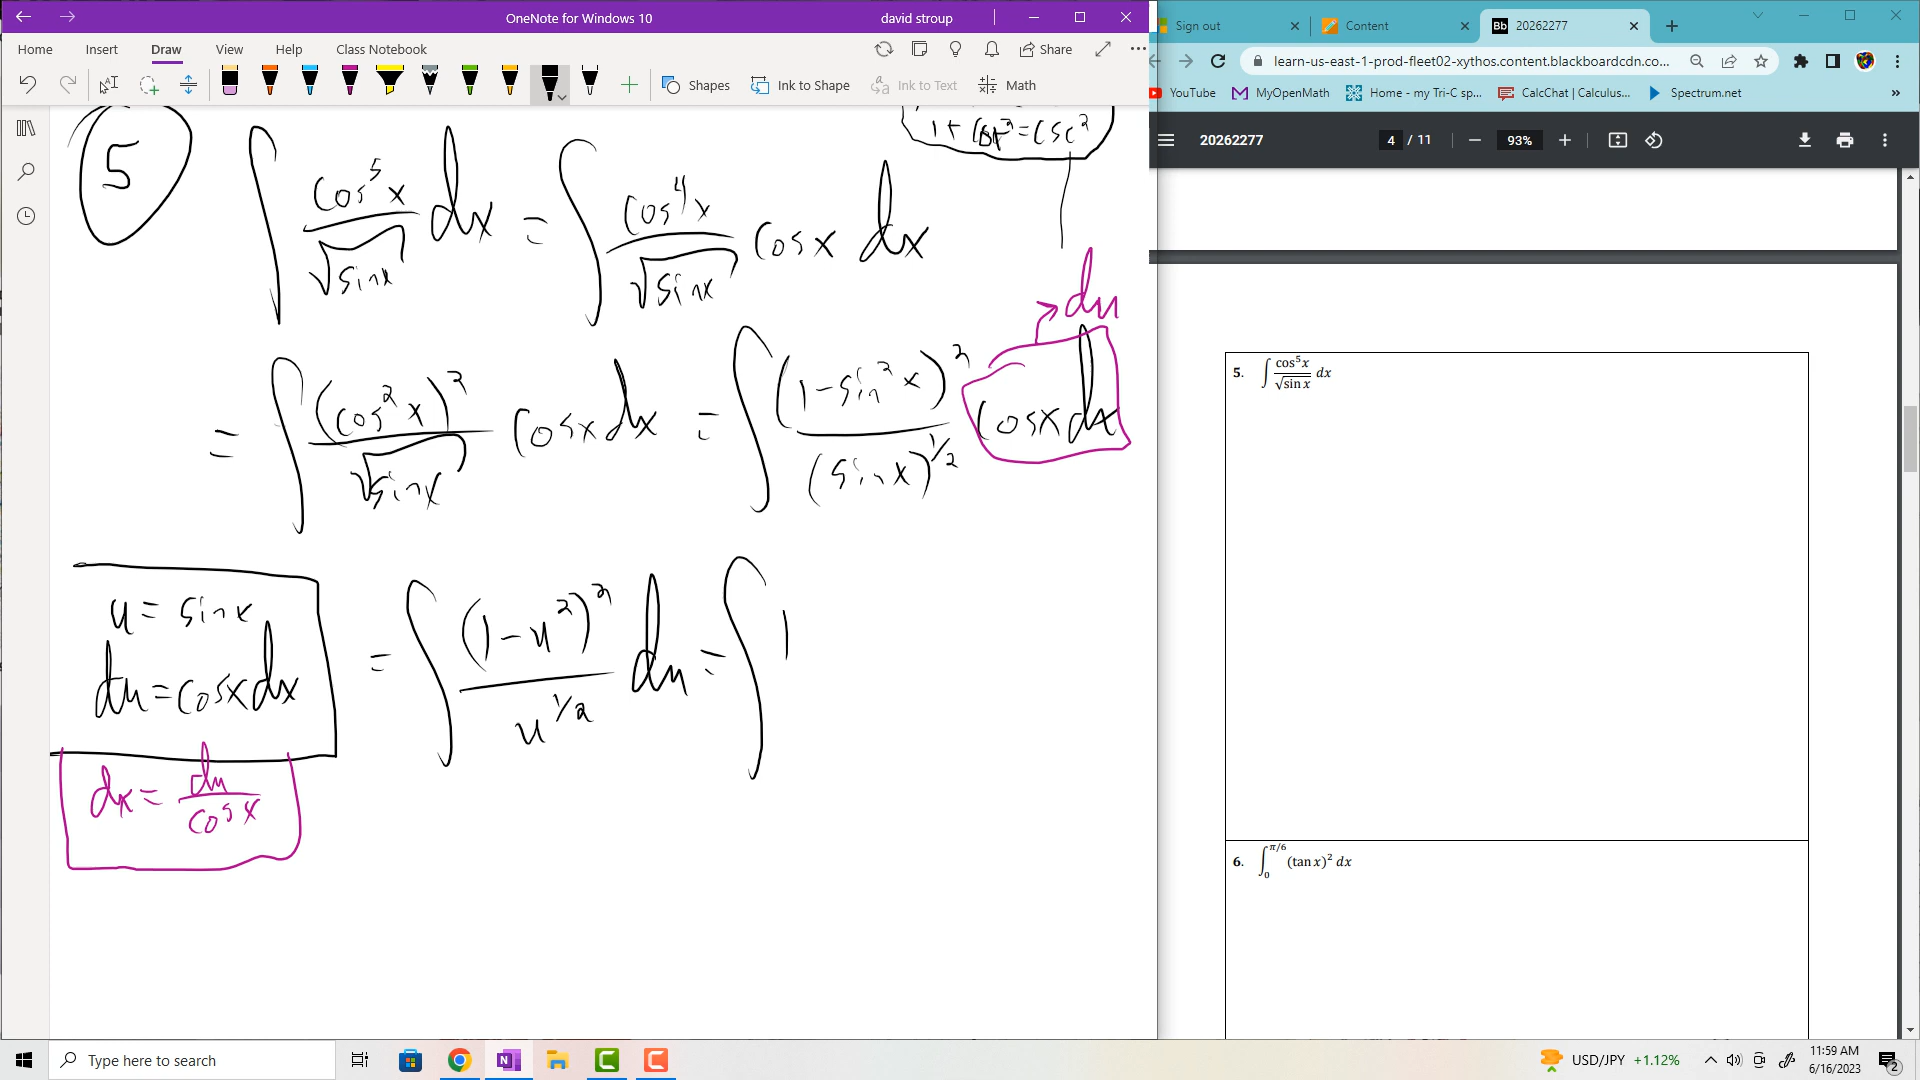 OneNote for Windows 10
david stroup
Home Insert Draw View Help Class Notebook
Share
Shapes
Ink to Shape
Ink to Text
Math
Sign out
Content
20262277
learn-us-east-1-prod-fleet02-xythos.content.blackboardcdn.co...
YouTube
MyOpenMath
Home - my Tri-C sp...
CalcChat | Calculus...
Spectrum.net
»
20262277
4 / 11
93%
1 + cot² = csc²
5
∫ cos⁵x / √sinx dx = ∫ cos⁴x / √sinx cosx dx
du
= ∫ (cos²x)² / √sinx cosx dx = ∫ (1-sin²x)² / (sinx)^1/2 cosx dx
u = sinx
du = cosx dx
= ∫ (1-u²)² / u^1/2 du = ∫ 1
dx = du / cosx
5. ∫ cos⁵x / √sin x dx
6. ∫₀^π/6 (tan x)² dx
Type here to search
USD/JPY +1.12%
11:59 AM
6/16/2023
2